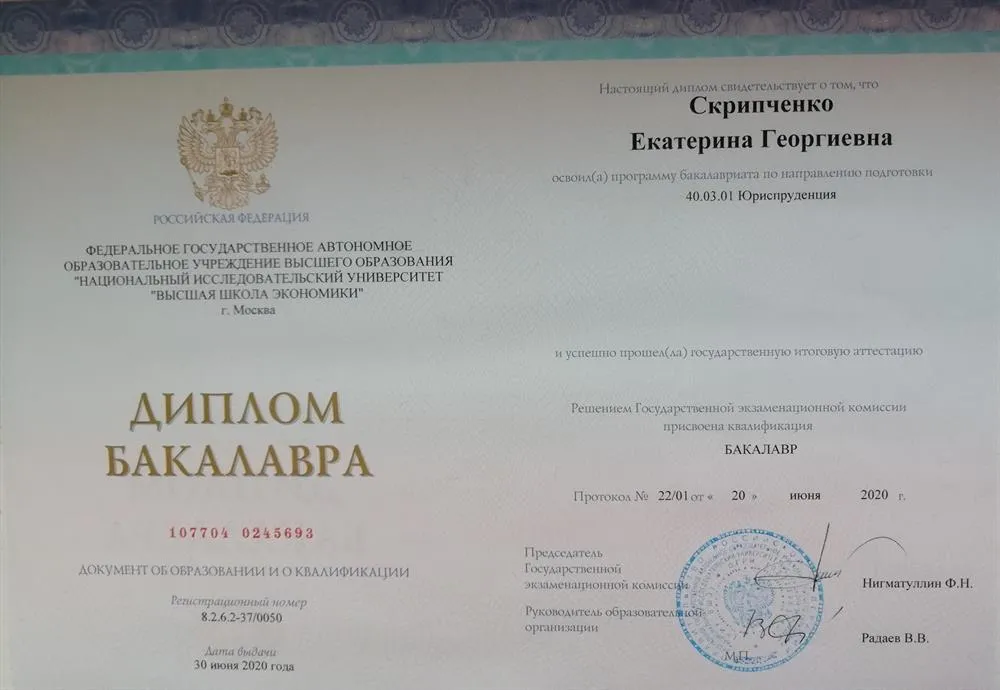 РОССИЙСКАЯ ФЕДЕРАЦИЯ
ФЕДЕРАЛЬНОЕ ГОСУДАРСТВЕННОЕ АВТОНОМНОЕ
ОБРАЗОВАТЕЛЬНОЕ УЧРЕЖДЕНИЕ ВЫСШЕГО ОБРАЗОВАНИЯ
"НАЦИОНАЛЬНЫЙ ИССЛЕДОВАТЕЛЬСКИЙ УНИВЕРСИТЕТ
"ВЫСШАЯ ШКОЛА ЭКОНОМИКИ"
г. Москва
ДИПЛОМ
БАКАЛАВРА
107704 0245693
ДОКУМЕНТ ОБ ОБРАЗОВАНИИ И О КВАЛИФИКАЦИИ
Регистрационный номер
8.2.6.2-37/0050
Дата выдачи
30 июня 2020 года
Настоящий диплом свидетельствует о том, что
Скрипченко
Екатерина Георгиевна
освоил(а) программу бакалавриата по направлению подготовки
40.03.01 Юриспруденция
и успешно прошел(ла) государственную итоговую аттестацию
Решением Государственной экзаменационной комиссии
присвоена квалификация
БАКАЛАВР
Протокол № 22/01 от « 20 » июня 2020 г.
Председатель
Государственной
экзаменационной комиссии
Нигматуллин Ф.Н.
Руководитель образовательной
организации
Радаев В.В.
М.П.